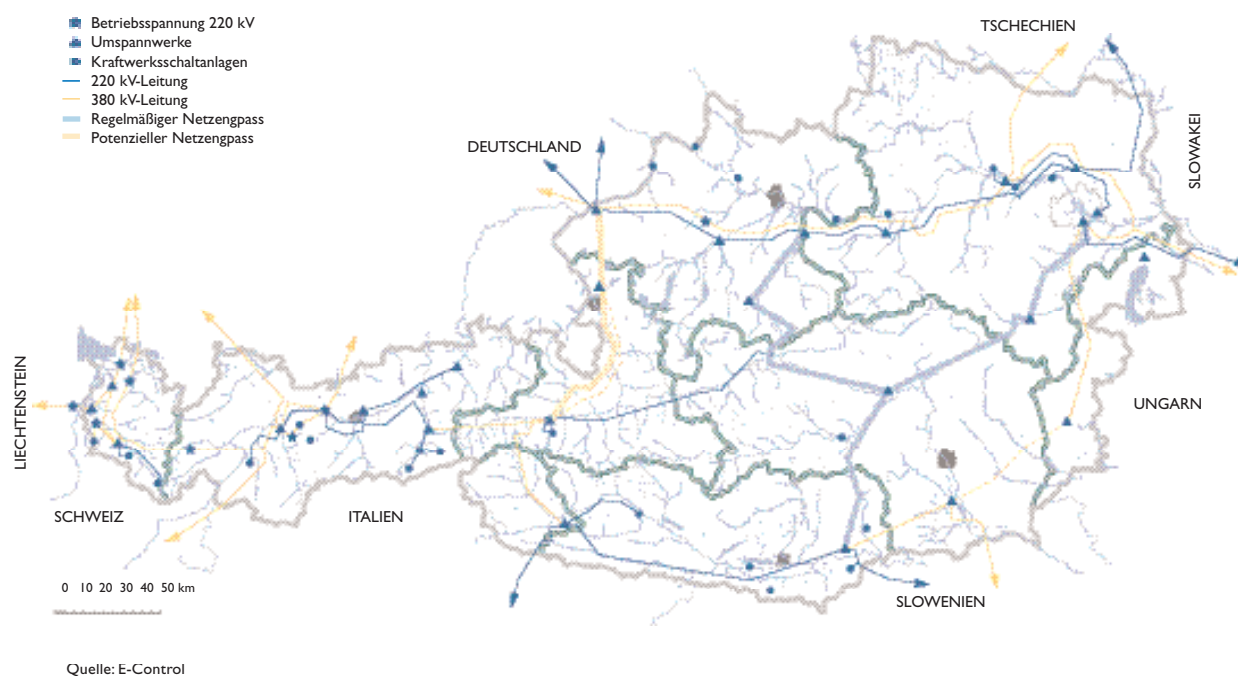 Betriebsspannung 220 kV
Umspannwerke
Kraftwerksschaltanlagen
220 kV-Leitung
380 kV-Leitung
Regelmäßiger Netzengpass
Potenzieller Netzengpass
TSCHECHIEN
DEUTSCHLAND
SLOWAKEI
LIECHTENSTEIN
UNGARN
SCHWEIZ
ITALIEN
SLOWENIEN
0 10 20 30 40 50 km
Quelle: E-Control